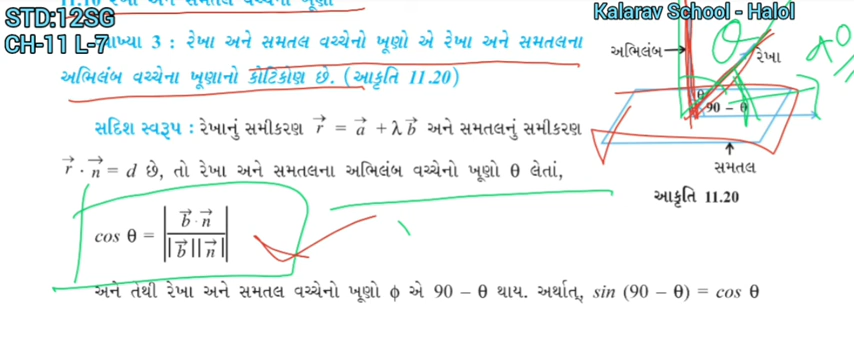 STD:12SG
CH-11 L-7
Kalarav School - Halol
વચ્ચેનો ખૂણો
વ્યાખ્યા 3 : રેખા અને સમતલ વચ્ચેનો ખૂણો એ રેખા અને સમતલના
અભિલંબ વચ્ચેના ખૂણાનો કોટિકોણ છે. (આકૃતિ 11.20)
સદિશ સ્વરૂપ : રેખાનું સમીકરણ r⃗ = a⃗ + λb⃗ અને સમતલનું સમીકરણ
r⃗ · n⃗ = d છે, તો રેખા અને સમતલના અભિલંબ વચ્ચેનો ખૂણો θ લેતાં,
cos θ = | b⃗ · n⃗ / |b⃗| |n⃗| |
અને તેથી રેખા અને સમતલ વચ્ચેનો ખૂણો ϕ એ 90 – θ થાય. અર્થાત્, sin (90 – θ) = cos θ
અભિલંબ
θ
રેખા
θ
90 – θ
સમતલ
આકૃતિ 11.20